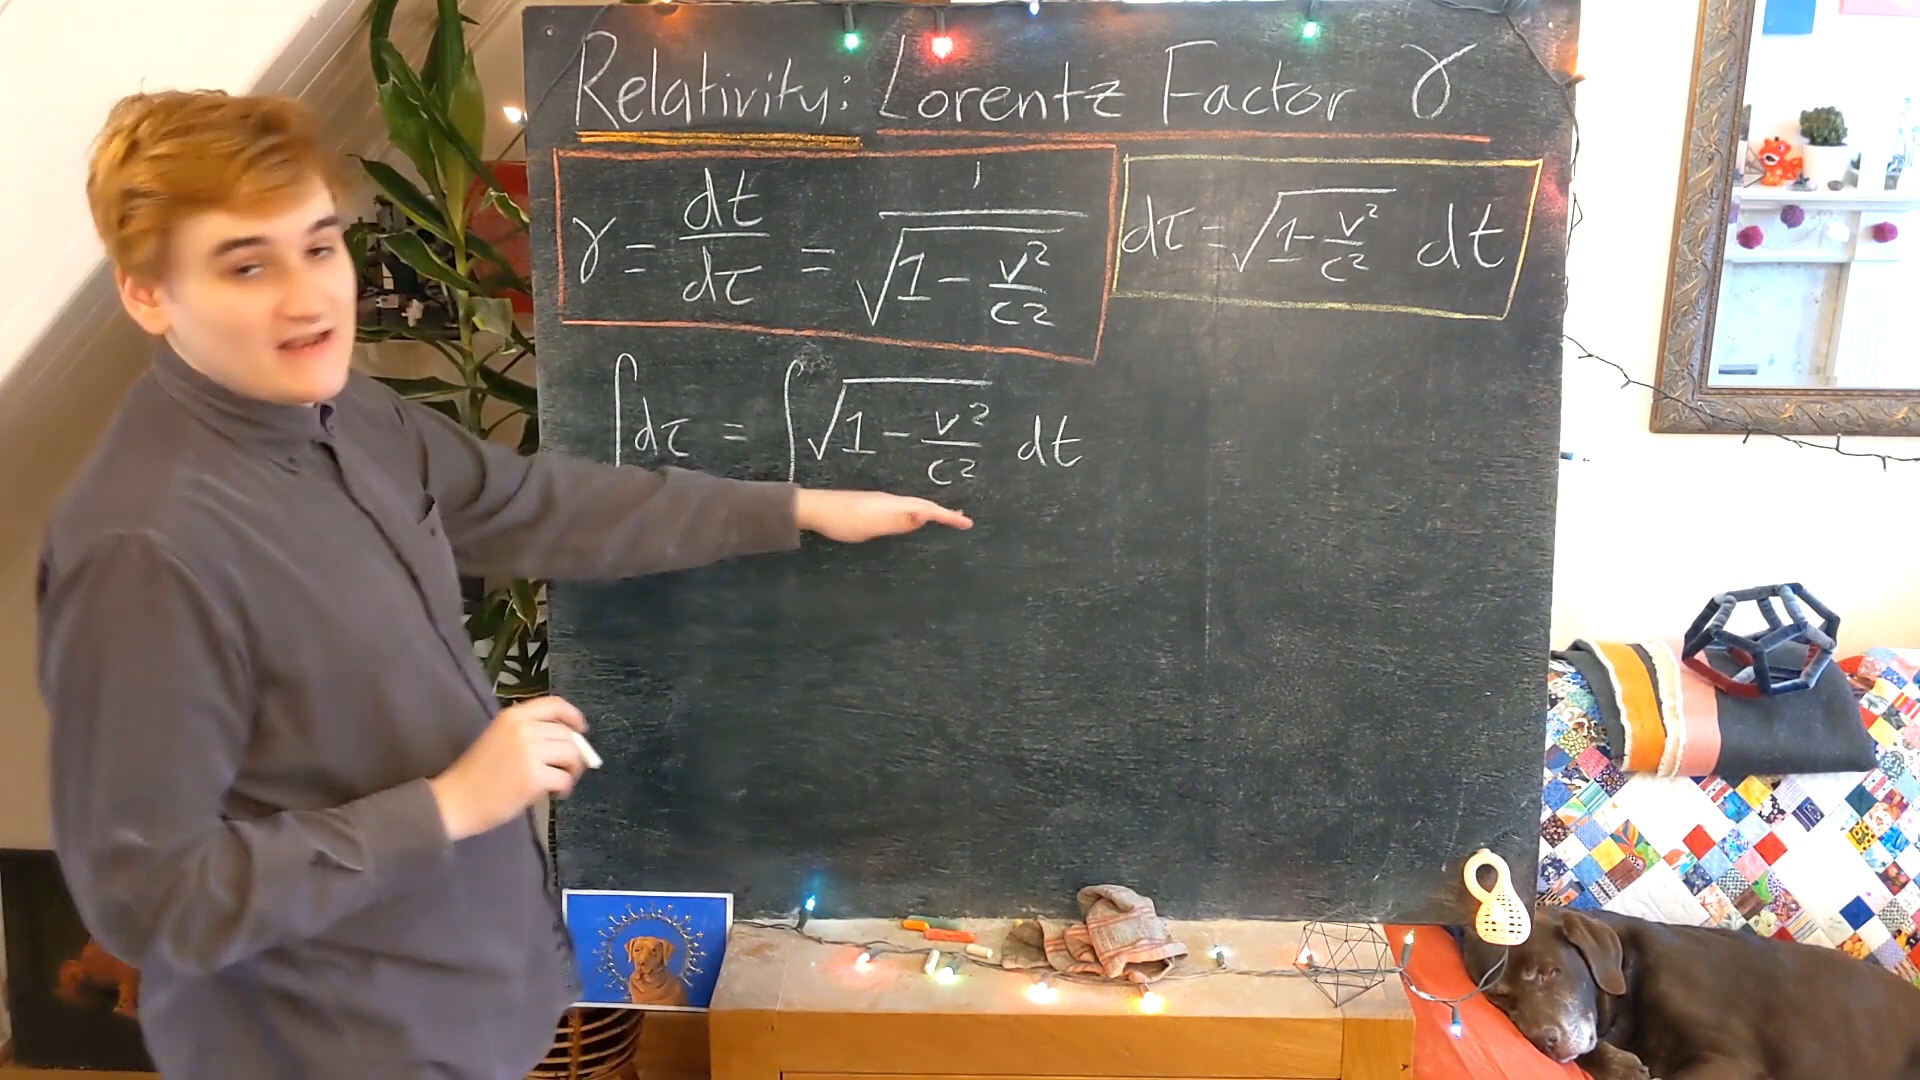 Relativity: Lorentz Factor γ
γ = dt/dτ = 1/√(1 - v²/c²)
dτ = √(1 - v²/c²) dt
∫dτ = ∫√(1 - v²/c²) dt